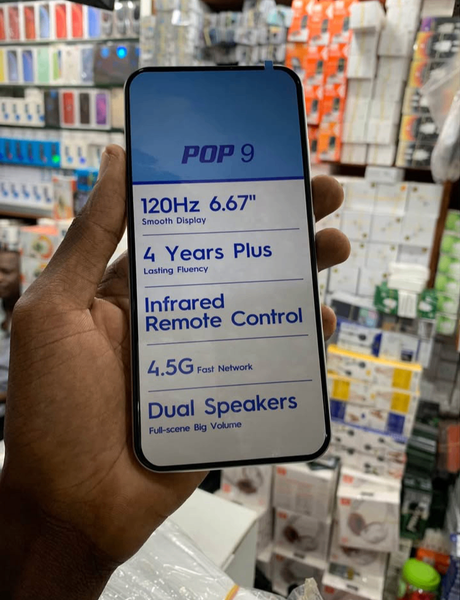 POP 9
120Hz 6.67"
Smooth Display
4 Years Plus
Lasting Fluency
Infrared
Remote Control
4.5G Fast Network
Dual Speakers
Full-scene Big Volume